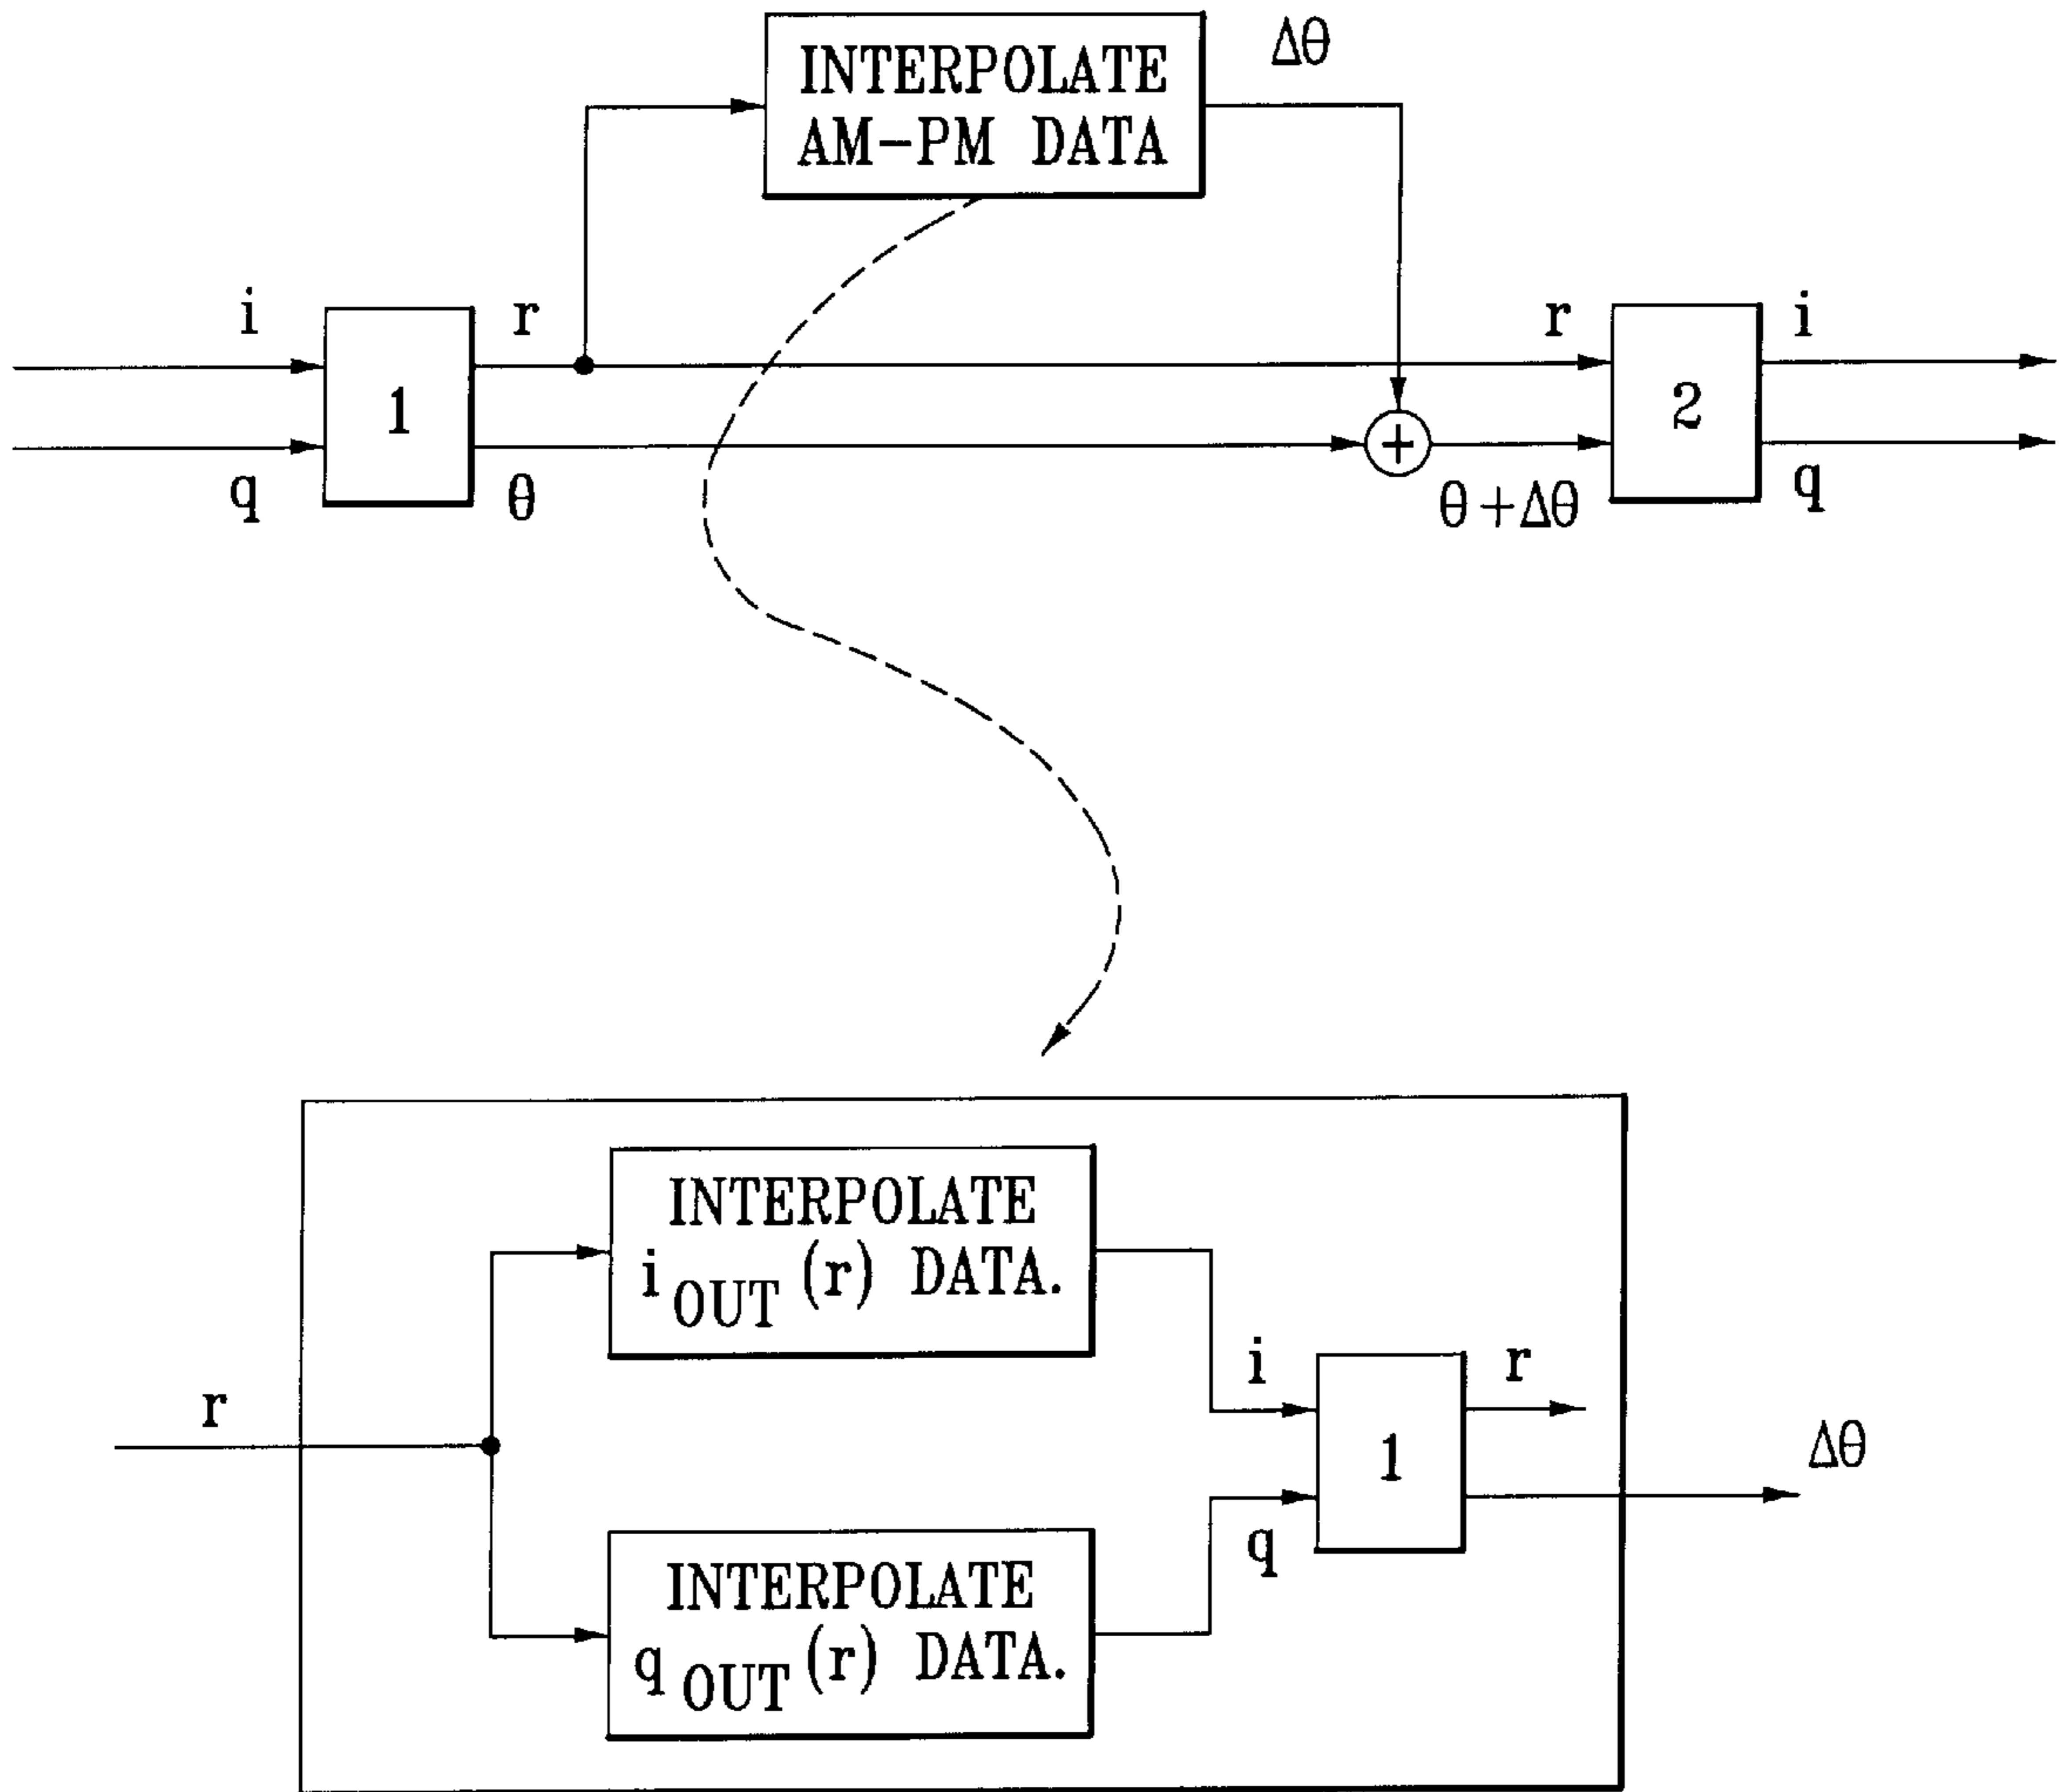 INTERPOLATE
AM-PM DATA
Δθ
i
r
r
i
1
2
q
θ
θ+Δθ
q
INTERPOLATE
i OUT (r) DATA.
i
r
r
1
Δθ
q
INTERPOLATE
q OUT (r) DATA.